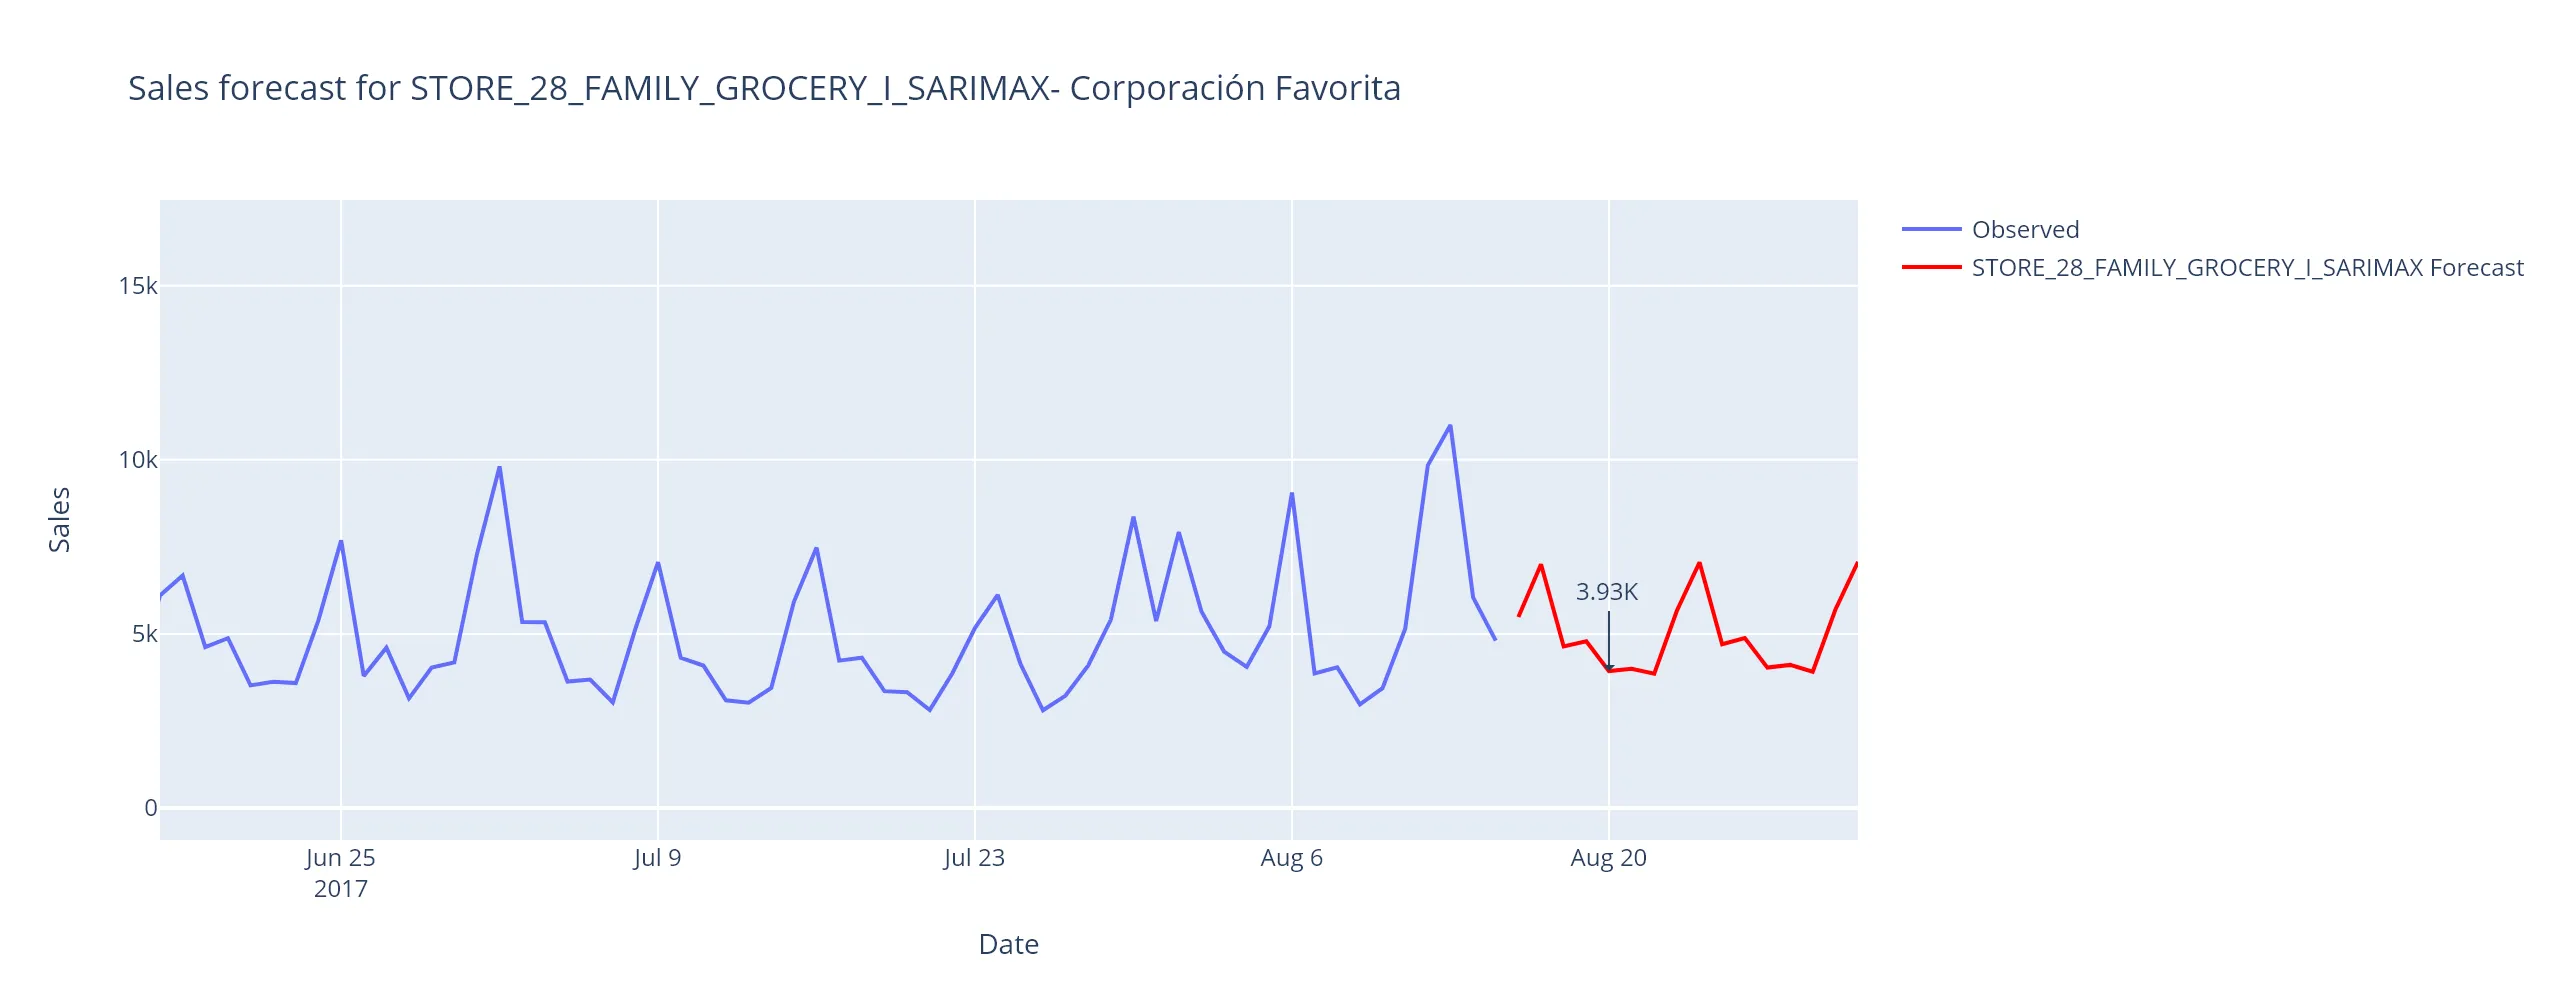 Sales forecast for STORE_28_FAMILY_GROCERY_I_SARIMAX- Corporación Favorita
Observed
STORE_28_FAMILY_GROCERY_I_SARIMAX Forecast
15k
10k
5k
0
Sales
3.93K
Jun 25
2017
Jul 9
Jul 23
Aug 6
Aug 20
Date